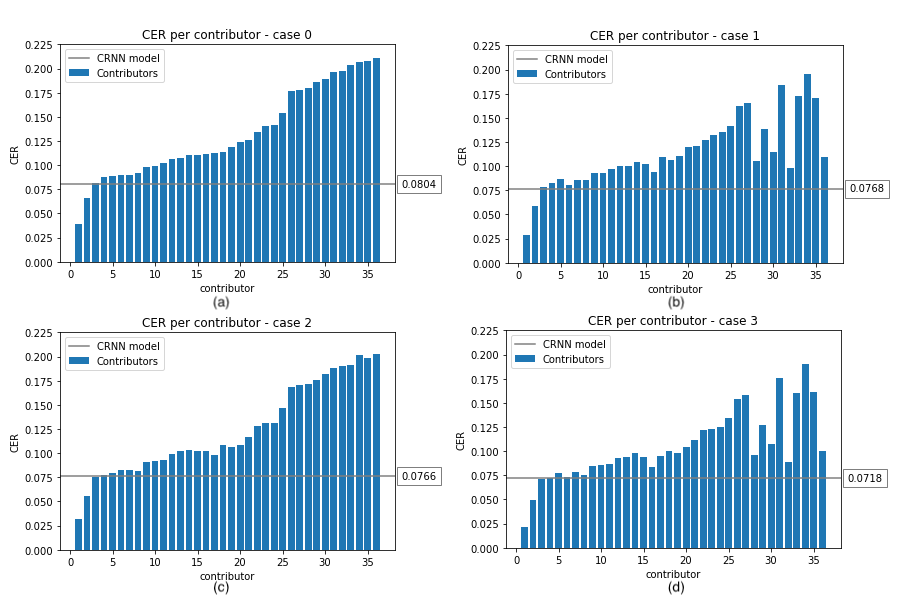 CER per contributor - case 0
CRNN model
Contributors
CER
0.225
0.200
0.175
0.150
0.125
0.100
0.075
0.050
0.025
0.000
0.0804
0 5 10 15 20 25 30 35
contributor
(a)
CER per contributor - case 1
CRNN model
Contributors
CER
0.225
0.200
0.175
0.150
0.125
0.100
0.075
0.050
0.025
0.000
0.0768
0 5 10 15 20 25 30 35
contributor
(b)
CER per contributor - case 2
CRNN model
Contributors
CER
0.225
0.200
0.175
0.150
0.125
0.100
0.075
0.050
0.025
0.000
0.0766
0 5 10 15 20 25 30 35
contributor
(c)
CER per contributor - case 3
CRNN model
Contributors
CER
0.225
0.200
0.175
0.150
0.125
0.100
0.075
0.050
0.025
0.000
0.0718
0 5 10 15 20 25 30 35
contributor
(d)